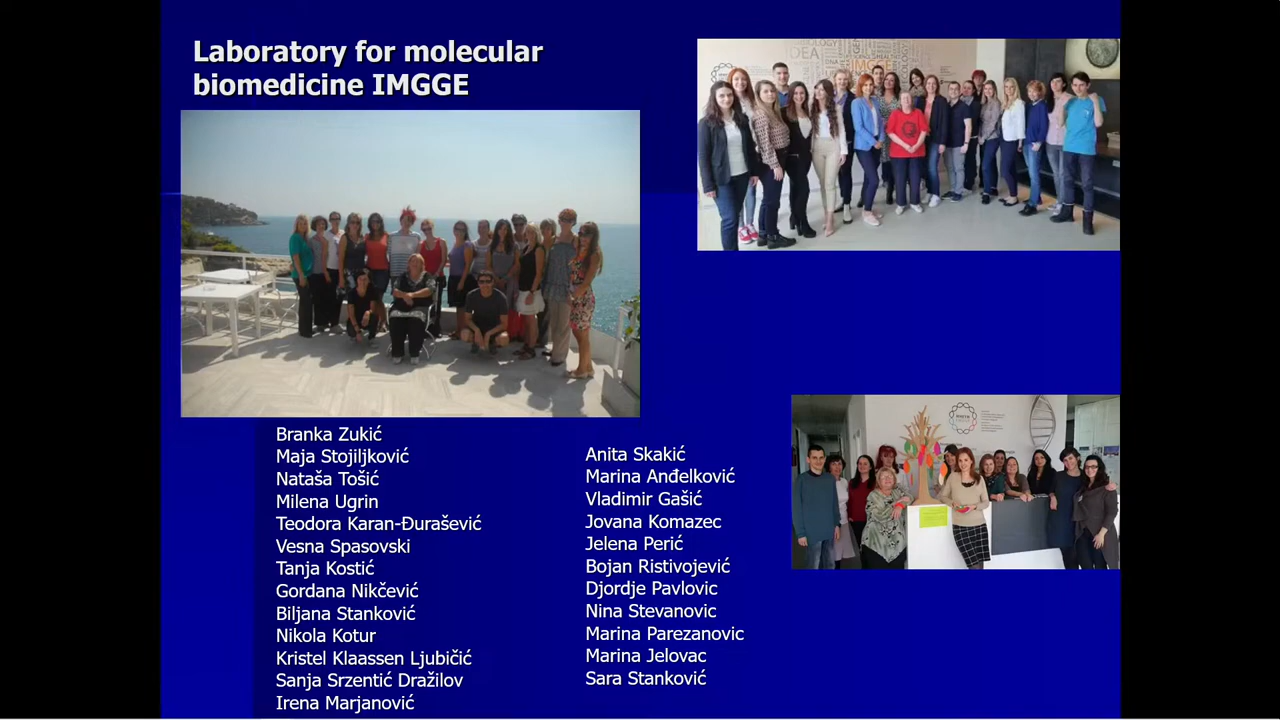 Laboratory for molecular
biomedicine IMGGE
IDEA
IMGGE
Branka Zukić
Maja Stojiljković
Nataša Tošić
Milena Ugrin
Teodora Karan-Đurašević
Vesna Spasovski
Tanja Kostić
Gordana Nikčević
Biljana Stanković
Nikola Kotur
Kristel Klaassen Ljubičić
Sanja Srzentić Dražilov
Irena Marjanović
Anita Skakić
Marina Anđelković
Vladimir Gašić
Jovana Komazec
Jelena Perić
Bojan Ristivojević
Djordje Pavlovic
Nina Stevanovic
Marina Parezanovic
Marina Jelovac
Sara Stanković